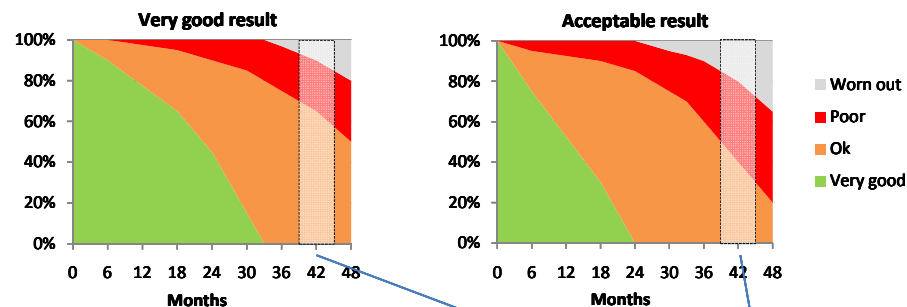 Very good result
100%
80%
60%
40%
20%
0%
0 6 12 18 24 30 36 42 48
Months
Acceptable result
100%
80%
60%
40%
20%
0%
0 6 12 18 24 30 36 42 48
Months
Worn out
Poor
Ok
Very good